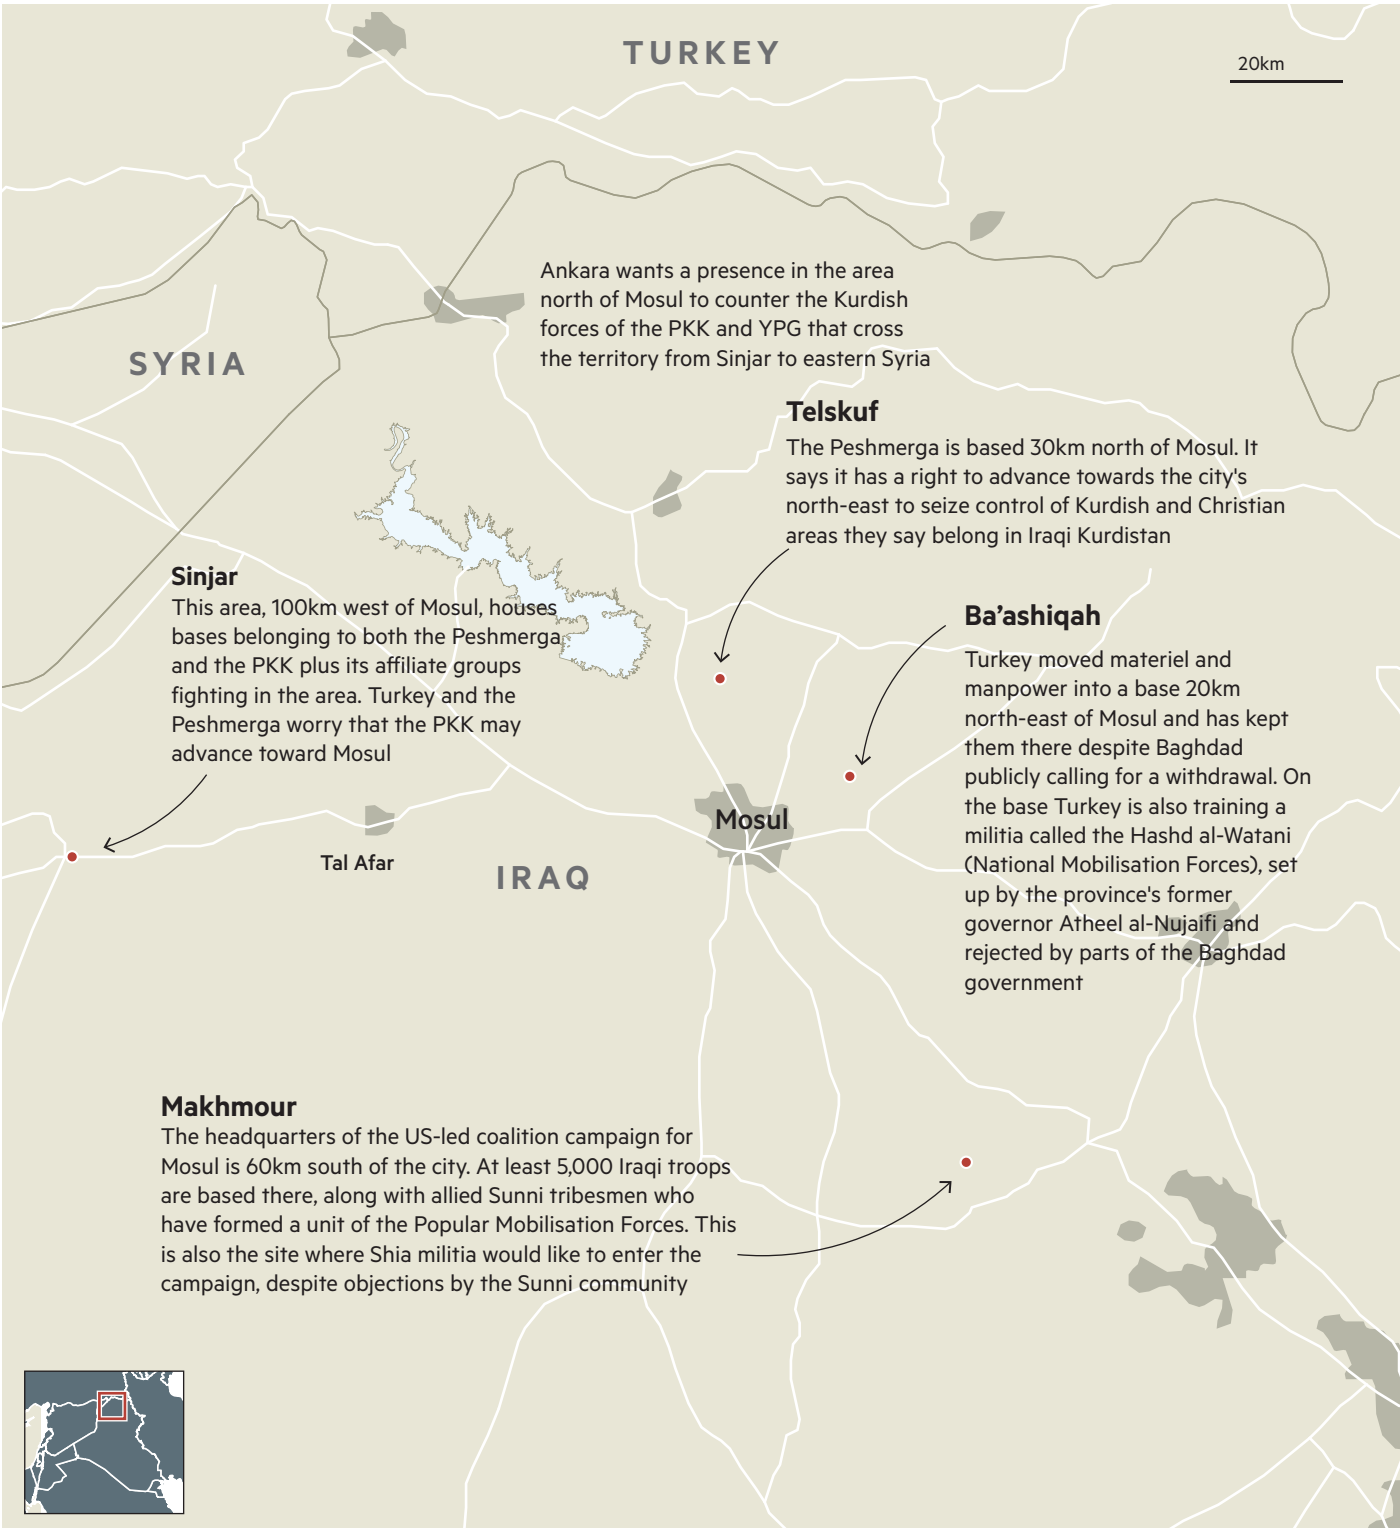 TURKEY
20km
Ankara wants a presence in the area
north of Mosul to counter the Kurdish
forces of the PKK and YPG that cross
the territory from Sinjar to eastern Syria
SYRIA
Telskuf
The Peshmerga is based 30km north of Mosul. It
says it has a right to advance towards the city's
north-east to seize control of Kurdish and Christian
areas they say belong in Iraqi Kurdistan
Sinjar
This area, 100km west of Mosul, houses
bases belonging to both the Peshmerga
and the PKK plus its affiliate groups
fighting in the area. Turkey and the
Peshmerga worry that the PKK may
advance toward Mosul
Ba’ashiqah
Turkey moved materiel and
manpower into a base 20km
north-east of Mosul and has kept
them there despite Baghdad
publicly calling for a withdrawal. On
the base Turkey is also training a
militia called the Hashd al-Watani
(National Mobilisation Forces), set
up by the province's former
governor Atheel al-Nujaifi and
rejected by parts of the Baghdad
government
Mosul
Tal Afar
IRAQ
Makhmour
The headquarters of the US-led coalition campaign for
Mosul is 60km south of the city. At least 5,000 Iraqi troops
are based there, along with allied Sunni tribesmen who
have formed a unit of the Popular Mobilisation Forces. This
is also the site where Shia militia would like to enter the
campaign, despite objections by the Sunni community